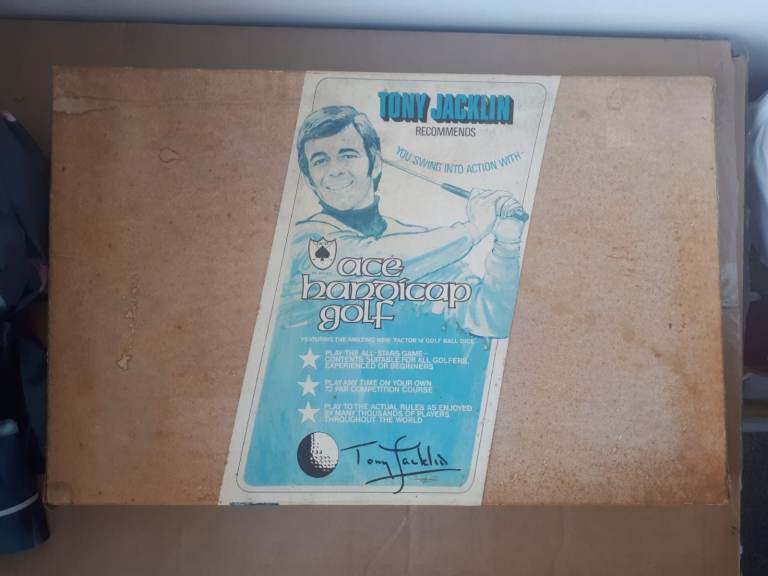 TONY JACKLIN
RECOMMENDS
YOU SWING INTO ACTION WITH-
ace
handicap
golf
FEATURING THE AMAZING NEW 'FACTOR 14' GOLF BALL DICE
PLAY THE ALL-STARS GAME -
CONTENTS SUITABLE FOR ALL GOLFERS,
EXPERIENCED OR BEGINNERS
PLAY ANY TIME ON YOUR OWN
72 PAR COMPETITION COURSE
PLAY TO THE ACTUAL RULES AS ENJOYED
BY MANY THOUSANDS OF PLAYERS
THROUGHOUT THE WORLD
Tony Jacklin